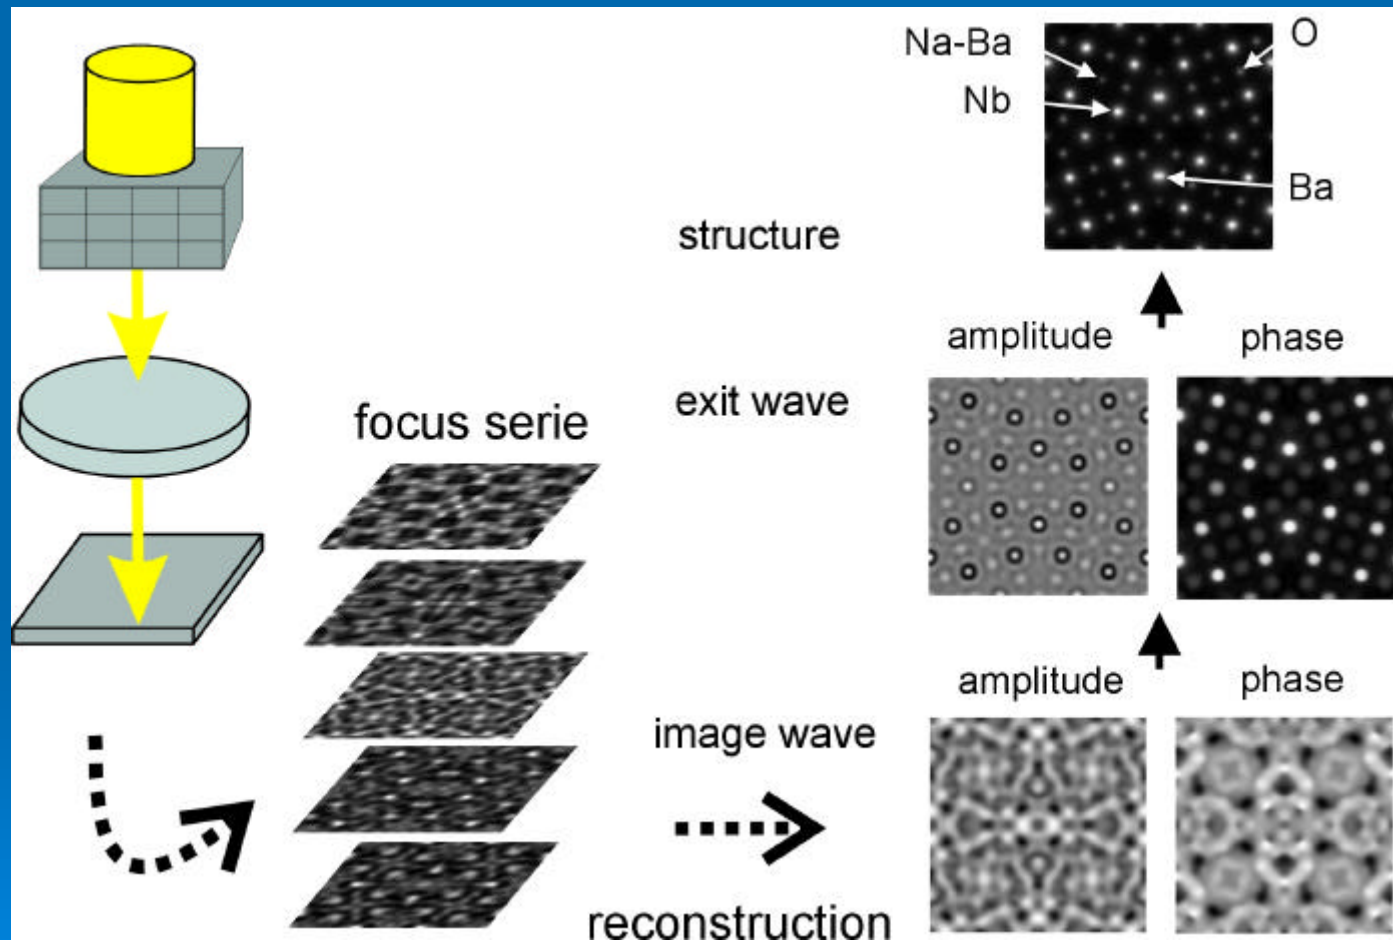 Na-Ba
O
Nb
Ba
structure
amplitude phase
exit wave
focus serie
amplitude phase
image wave
reconstruction